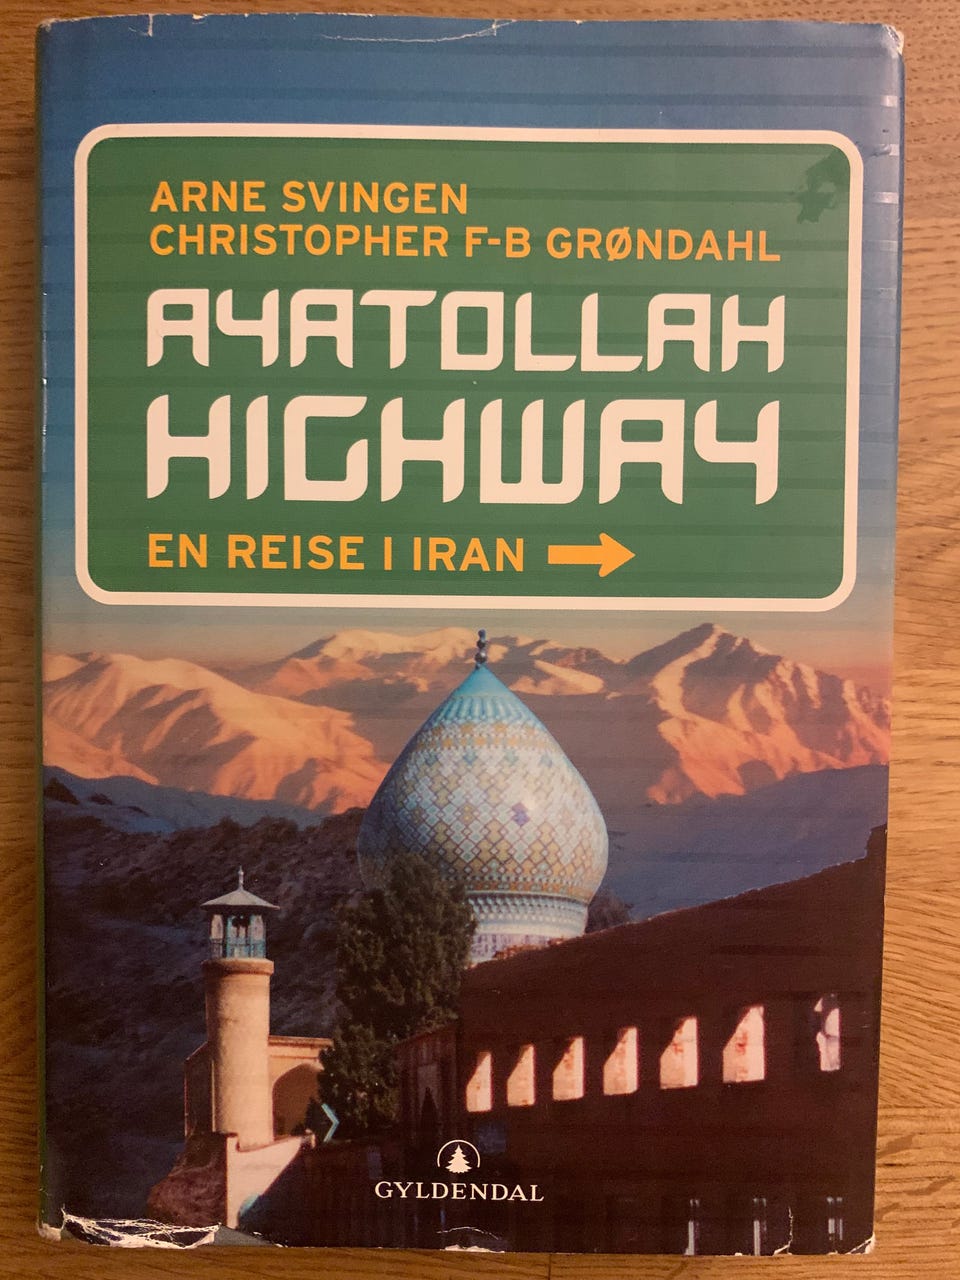 ARNE SVINGEN
CHRISTOPHER F-B GRØNDAHL
AYATOLLAH
HIGHWAY
EN REISE I IRAN →
GYLDENDAL